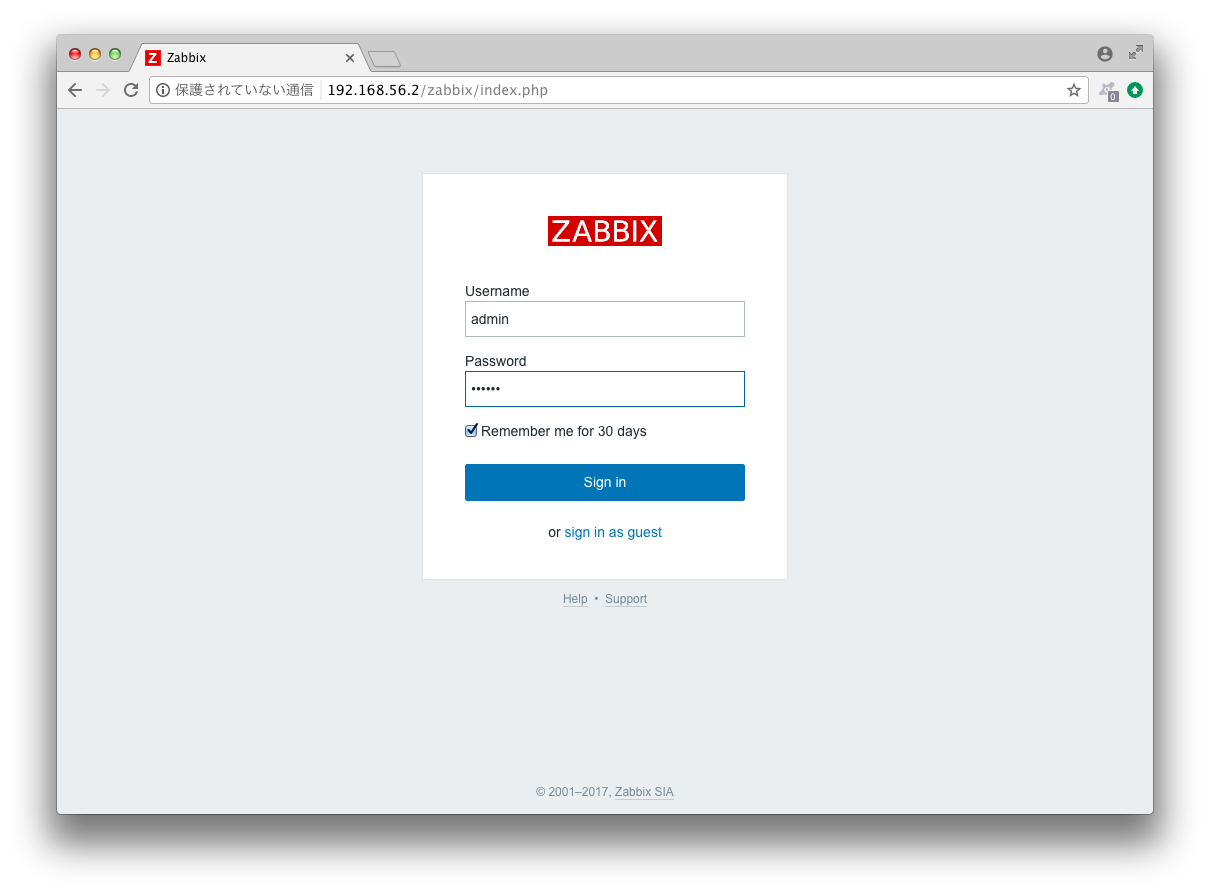 Zabbix
保護されていない通信 192.168.56.2/zabbix/index.php
0
ZABBIX
Username
admin
Password
••••••
Remember me for 30 days
Sign in
or sign in as guest
Help • Support
© 2001–2017, Zabbix SIA